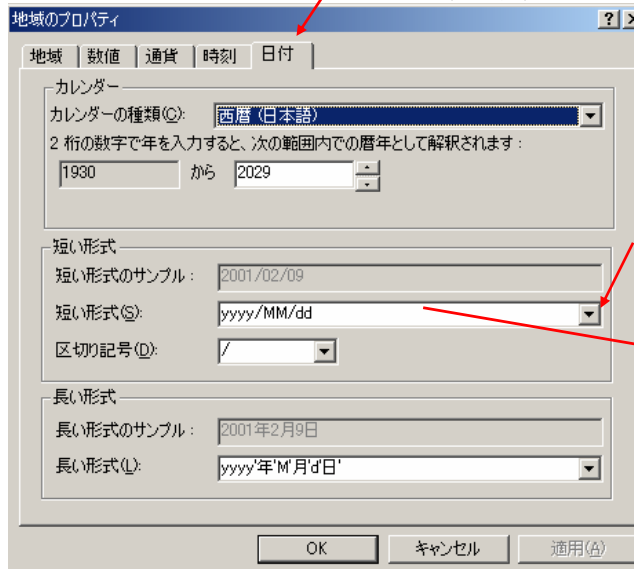 地域のプロパティ
地域 数値 通貨 時刻 日付
カレンダー
カレンダーの種類(C): 西暦 (日本語)
2 桁の数字で年を入力すると、次の範囲内での暦年として解釈されます:
1930 から 2029
短い形式
短い形式のサンプル: 2001/02/09
短い形式(S): yyyy/MM/dd
区切り記号(D): /
長い形式
長い形式のサンプル: 2001年2月9日
長い形式(L): yyyy'年'M'月'd'日'
OK キャンセル 適用(A)